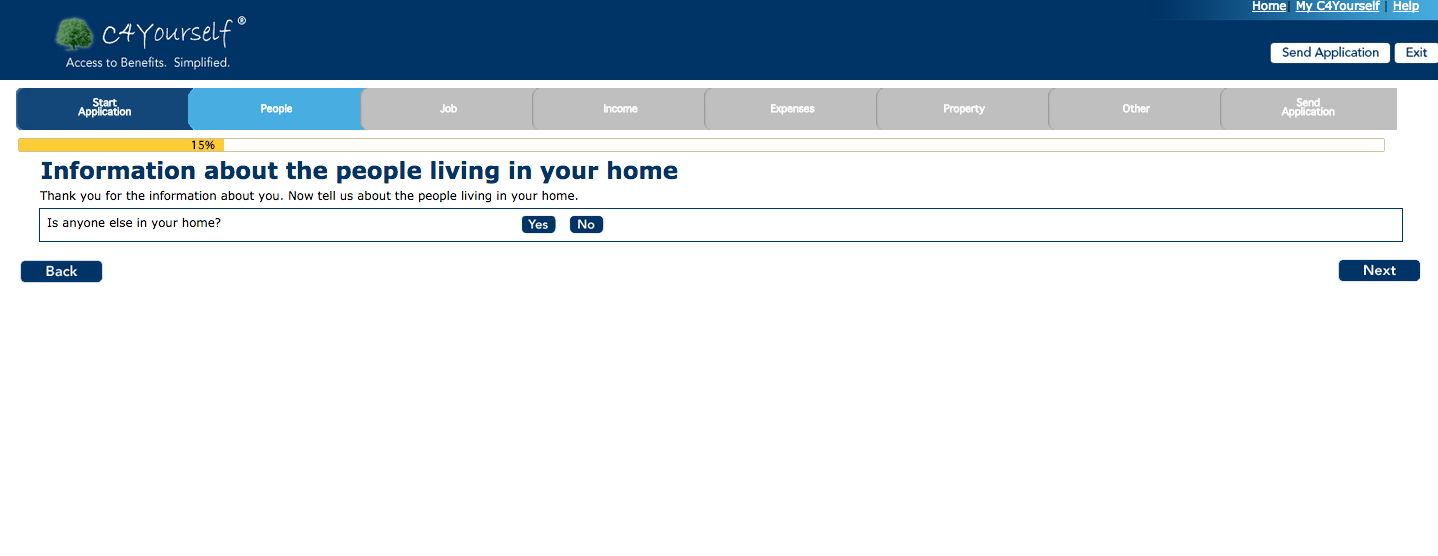 Home | My C4Yourself | Help
C4Yourself®
Access to Benefits. Simplified.
Send Application
Exit
Start
Application
People
Job
Income
Expenses
Property
Other
Send
Application
15%
Information about the people living in your home
Thank you for the information about you. Now tell us about the people living in your home.
Is anyone else in your home? Yes No
Back
Next